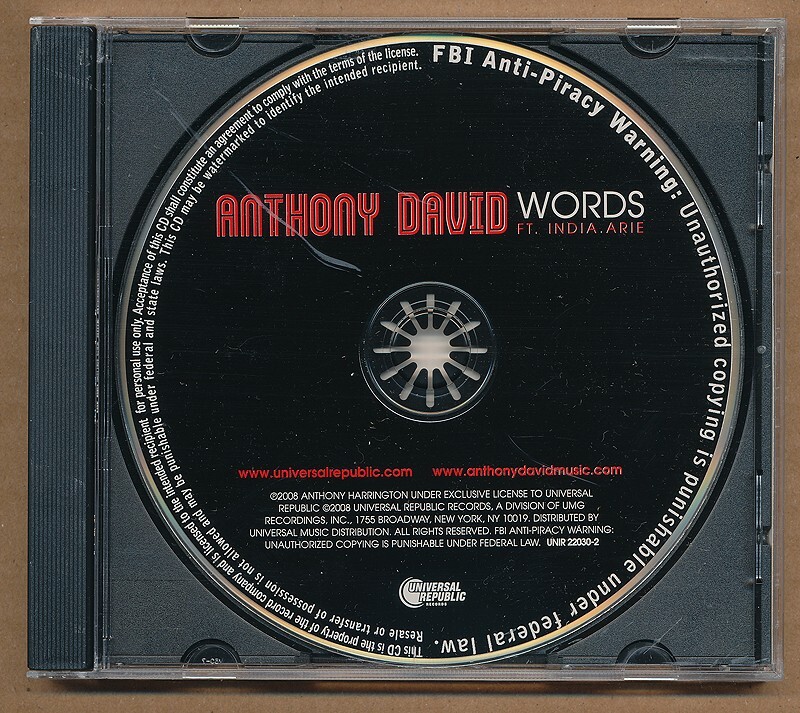 FBI Anti-Piracy Warning: Unauthorized copying is punishable under federal law.
This CD is the property of the record company and is licensed to the intended recipient for personal use only. Acceptance of this CD shall constitute an agreement to comply with the terms of the license.
Resale or transfer of possession is not allowed and may be punishable under federal and state laws. This CD may be watermarked to identify the intended recipient.
ANTHONY DAVID WORDS
FT. INDIA.ARIE
www.universalrepublic.com www.anthonydavidmusic.com
℗2008 ANTHONY HARRINGTON UNDER EXCLUSIVE LICENSE TO UNIVERSAL
REPUBLIC ©2008 UNIVERSAL REPUBLIC RECORDS, A DIVISION OF UMG
RECORDINGS, INC., 1755 BROADWAY, NEW YORK, NY 10019. DISTRIBUTED BY
UNIVERSAL MUSIC DISTRIBUTION. ALL RIGHTS RESERVED. FBI ANTI-PIRACY WARNING:
UNAUTHORIZED COPYING IS PUNISHABLE UNDER FEDERAL LAW. UNIR 22030-2
UNIVERSAL
REPUBLIC
RECORDS